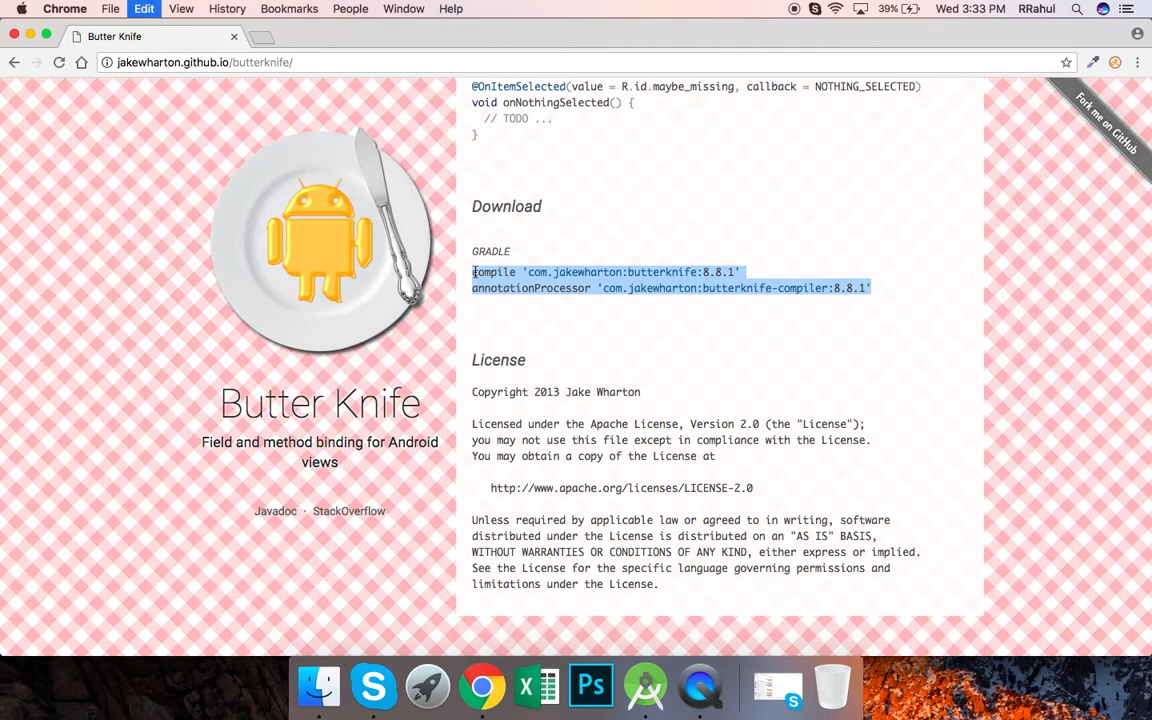 Chrome File Edit View History Bookmarks People Window Help 39% Wed 3:33 PM RRahul
Butter Knife
jakewharton.github.io/butterknife/
Fork me on GitHub
@OnItemSelected(value = R.id.maybe_missing, callback = NOTHING_SELECTED)
void onNothingSelected() {
// TODO ...
}
Download
GRADLE
compile 'com.jakewharton:butterknife:8.8.1'
annotationProcessor 'com.jakewharton:butterknife-compiler:8.8.1'
Butter Knife
Field and method binding for Android
views
Javadoc · StackOverflow
License
Copyright 2013 Jake Wharton
Licensed under the Apache License, Version 2.0 (the "License");
you may not use this file except in compliance with the License.
You may obtain a copy of the License at
http://www.apache.org/licenses/LICENSE-2.0
Unless required by applicable law or agreed to in writing, software
distributed under the License is distributed on an "AS IS" BASIS,
WITHOUT WARRANTIES OR CONDITIONS OF ANY KIND, either express or implied.
See the License for the specific language governing permissions and
limitations under the License.
Ps